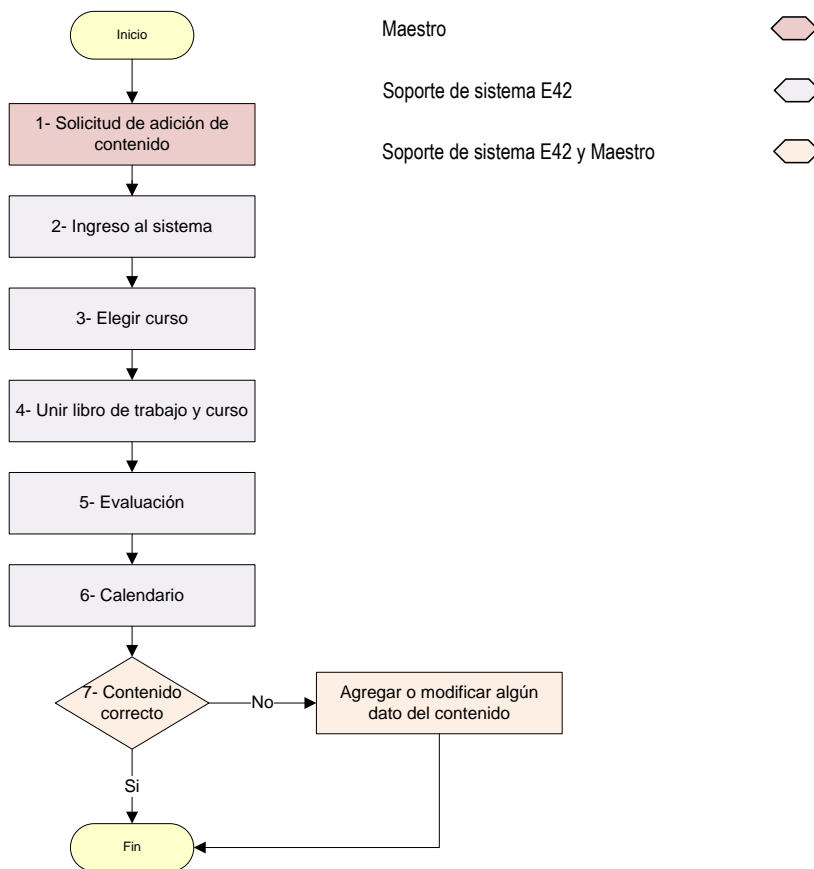 Inicio
Maestro
Soporte de sistema E42
Soporte de sistema E42 y Maestro
1- Solicitud de adición de
contenido
2- Ingreso al sistema
3- Elegir curso
4- Unir libro de trabajo y curso
5- Evaluación
6- Calendario
7- Contenido
correcto
No
Agregar o modificar algún
dato del contenido
Si
Fin